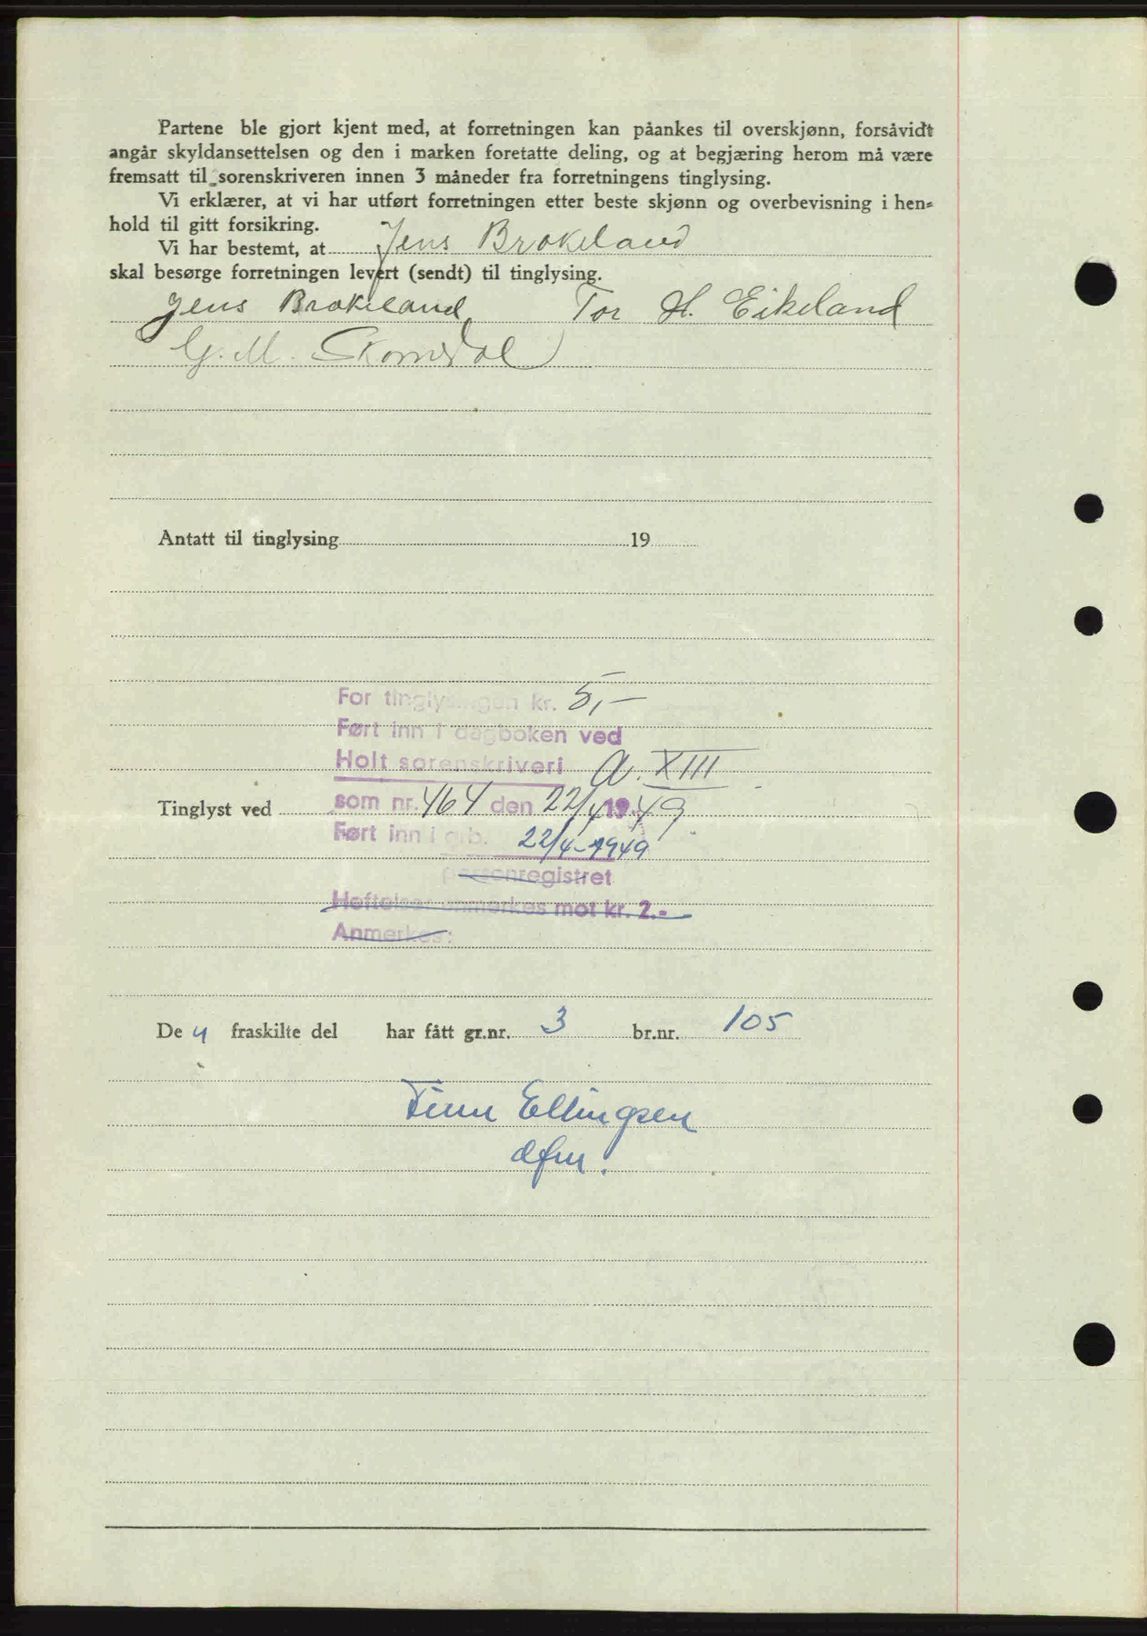 Partene ble gjort kjent med, at forretningen kan påankes til overskjønn, forsåvidt
angår skyldansettelsen og den i marken foretatte deling, og at begjæring herom må være
fremsatt til sorenskriveren innen 3 måneder fra forretningens tinglysing.
Vi erklærer, at vi har utført forretningen etter beste skjønn og overbevisning i hen-
hold til gitt forsikring.
Vi har bestemt, at Jens Brokeland
skal besørge forretningen levert (sendt) til tinglysing.
Jens Brokeland Tor H. Eikeland
G. M. Skomdal
Antatt til tinglysing 19
For tinglysingen kr. 5,-
Ført inn i dagboken ved
Holt sorenskriveri A. XIII
Tinglyst ved som nr. 464 den 22/4 1949
Ført inn i grb. 22/4-1949
personregistret
Heftelser anmerkes mot kr. 2.-
Anmerkes:
De 4 fraskilte del har fått gr.nr. 3 br.nr. 105
Finn Ellingsen
dfm.